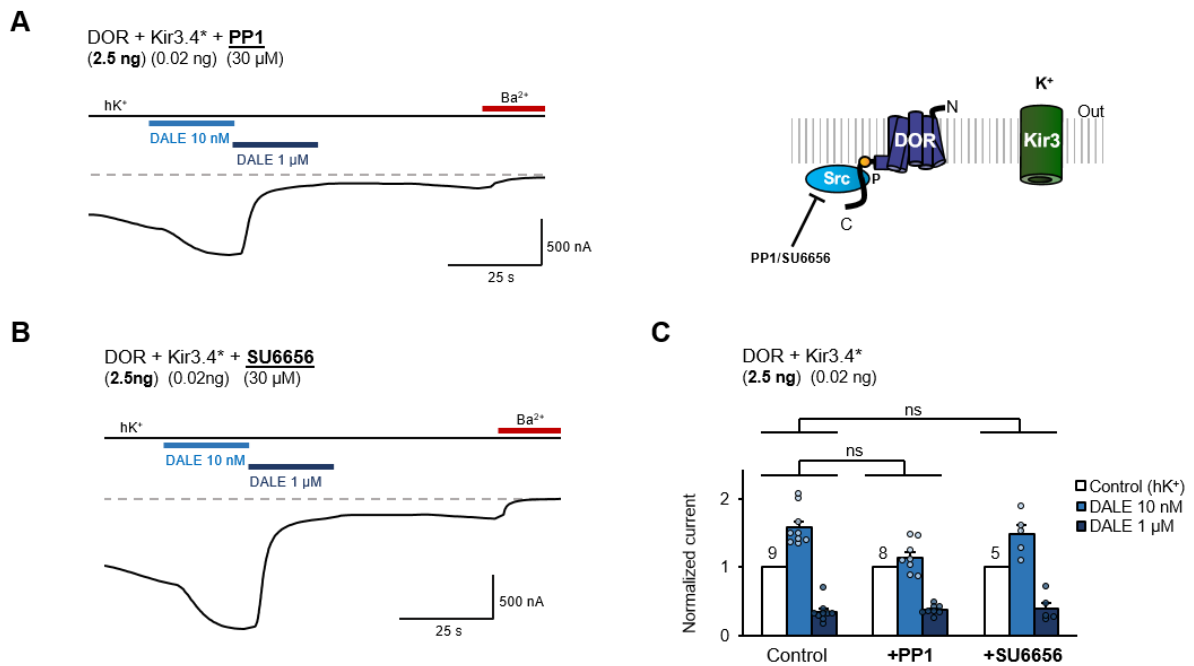 A
DOR + Kir3.4* + PP1
(2.5 ng) (0.02 ng) (30 µM)
hK⁺
Ba²⁺
DALE 10 nM
DALE 1 µM
500 nA
25 s
K⁺
N
Out
DOR
Kir3
Src
P
C
PP1/SU6656
B
DOR + Kir3.4* + SU6656
(2.5ng) (0.02ng) (30 µM)
hK⁺
Ba²⁺
DALE 10 nM
DALE 1 µM
500 nA
25 s
C
DOR + Kir3.4*
(2.5 ng) (0.02 ng)
ns
ns
Control (hK⁺)
DALE 10 nM
DALE 1 µM
Normalized current
2
1
0
9
8
5
Control
+PP1
+SU6656